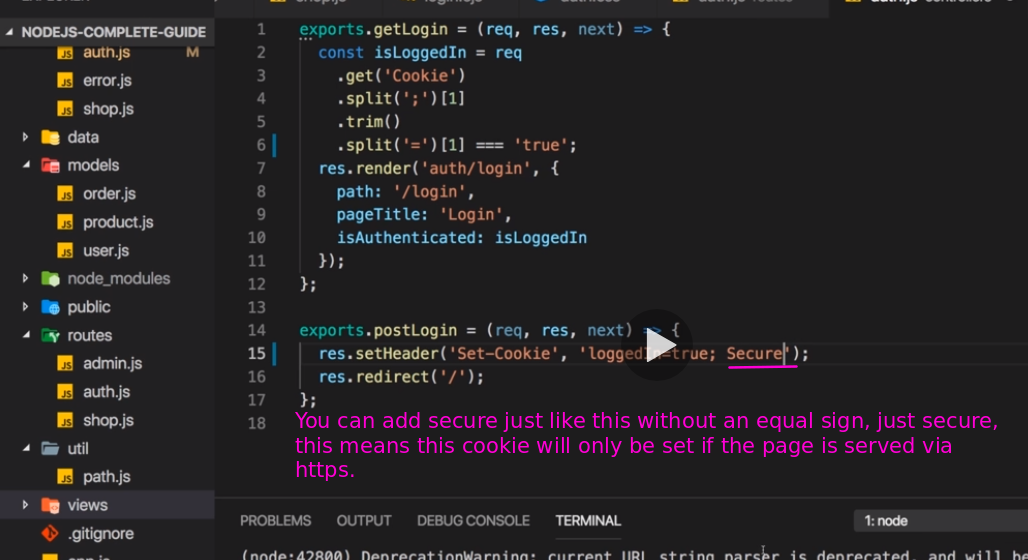 NODEJS-COMPLETE-GUIDE
auth.js M
error.js
shop.js
data
models
order.js
product.js
user.js
node_modules
public
routes
admin.js
auth.js
shop.js
util
path.js
views
.gitignore
1 exports.getLogin = (req, res, next) => {
2 const isLoggedIn = req
3 .get('Cookie')
4 .split(';')[1]
5 .trim()
6 .split('=')[1] === 'true';
7 res.render('auth/login', {
8 path: '/login',
9 pageTitle: 'Login',
10 isAuthenticated: isLoggedIn
11 });
12 };
13
14 exports.postLogin = (req, res, next) => {
15 res.setHeader('Set-Cookie', 'loggedIn=true; Secure');
16 res.redirect('/');
17 };
18
You can add secure just like this without an equal sign, just secure,
this means this cookie will only be set if the page is served via
https.
PROBLEMS OUTPUT DEBUG CONSOLE TERMINAL 1: node
(node:42800) DeprecationWarning: current URL string parser is deprecated, and will be